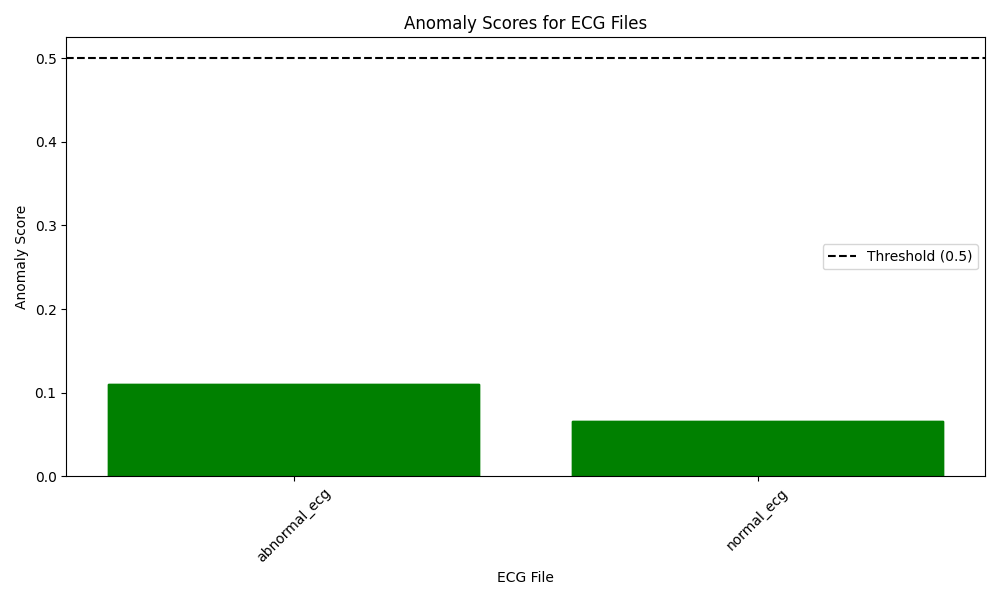 Anomaly Scores for ECG Files
Anomaly Score
0.5
0.4
0.3
0.2
0.1
0.0
Threshold (0.5)
abnormal_ecg
normal_ecg
ECG File